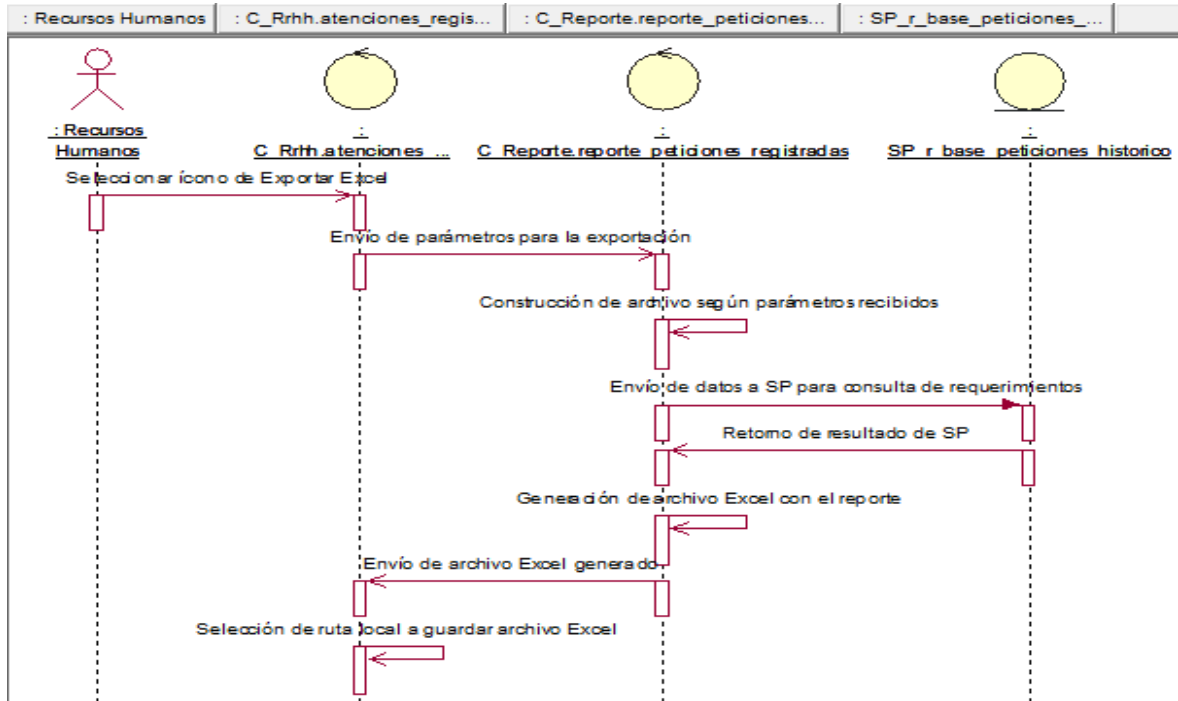 : Recursos Humanos
: C_Rrhh.atenciones_regis...
: C_Reporte.reporte_peticiones...
: SP_r_base_peticiones_...
: Recursos
Humanos
:
C_Rrhh.atenciones_...
:
C_Reporte.reporte_peticiones_registradas
:
SP_r_base_peticiones_historico
Seleccionar ícono de Exportar Excel
Envío de parámetros para la exportación
Construcción de archivo según parámetros recibidos
Envío de datos a SP para consulta de requerimientos
Retorno de resultado de SP
Generación de archivo Excel con el reporte
Envío de archivo Excel generado
Selección de ruta local a guardar archivo Excel